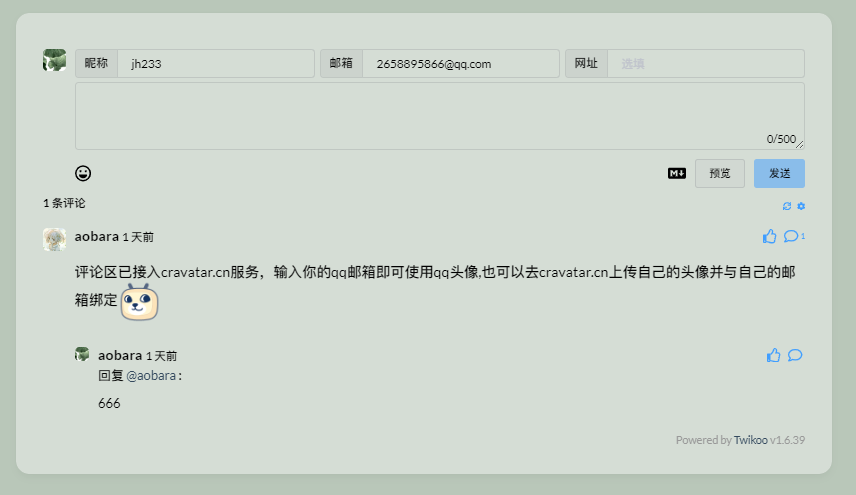 昵称 jh233 邮箱 2658895866@qq.com 网址 选填
0/500
M↓ 预览 发送
1 条评论
aobara 1 天前 1
评论区已接入cravatar.cn服务，输入你的qq邮箱即可使用qq头像,也可以去cravatar.cn上传自己的头像并与自己的邮
箱绑定
aobara 1 天前
回复 @aobara :
666
Powered by Twikoo v1.6.39